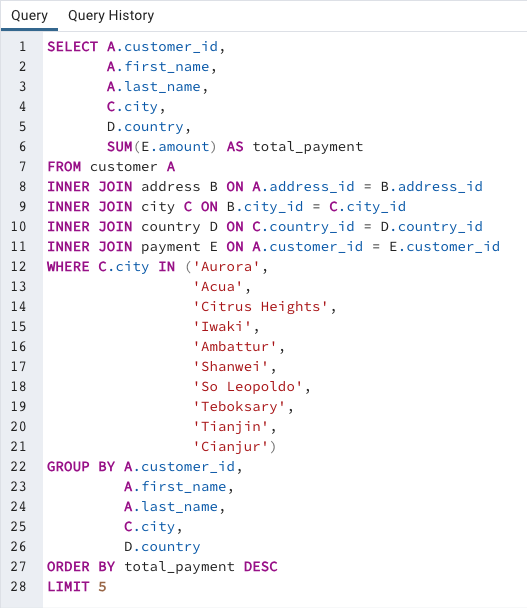 Query Query History
1 SELECT A.customer_id,
2 A.first_name,
3 A.last_name,
4 C.city,
5 D.country,
6 SUM(E.amount) AS total_payment
7 FROM customer A
8 INNER JOIN address B ON A.address_id = B.address_id
9 INNER JOIN city C ON B.city_id = C.city_id
10 INNER JOIN country D ON C.country_id = D.country_id
11 INNER JOIN payment E ON A.customer_id = E.customer_id
12 WHERE C.city IN ('Aurora',
13 'Acua',
14 'Citrus Heights',
15 'Iwaki',
16 'Ambattur',
17 'Shanwei',
18 'So Leopoldo',
19 'Teboksary',
20 'Tianjin',
21 'Cianjur')
22 GROUP BY A.customer_id,
23 A.first_name,
24 A.last_name,
25 C.city,
26 D.country
27 ORDER BY total_payment DESC
28 LIMIT 5